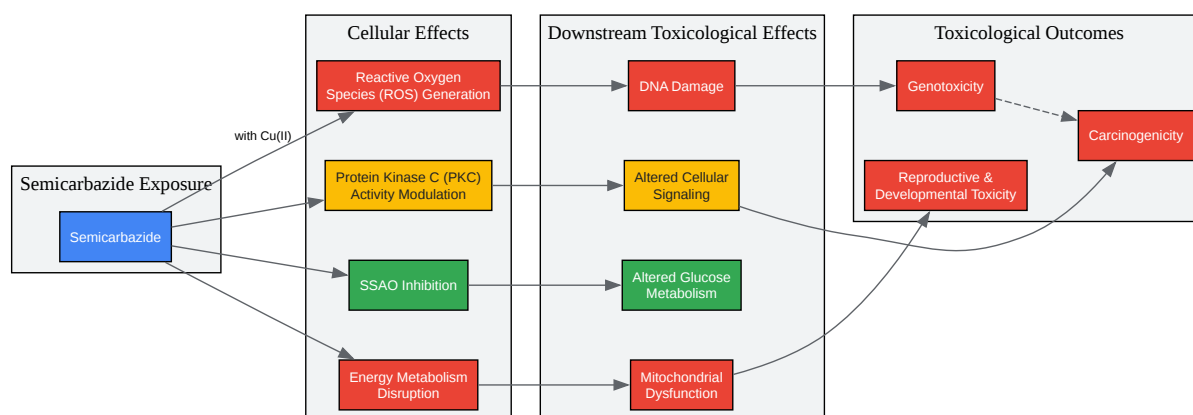 Semicarbazide Exposure
Semicarbazide
with Cu(II)
Cellular Effects
Reactive Oxygen
Species (ROS) Generation
Protein Kinase C (PKC)
Activity Modulation
SSAO Inhibition
Energy Metabolism
Disruption
Downstream Toxicological Effects
DNA Damage
Altered Cellular
Signaling
Altered Glucose
Metabolism
Mitochondrial
Dysfunction
Toxicological Outcomes
Genotoxicity
Carcinogenicity
Reproductive &
Developmental Toxicity